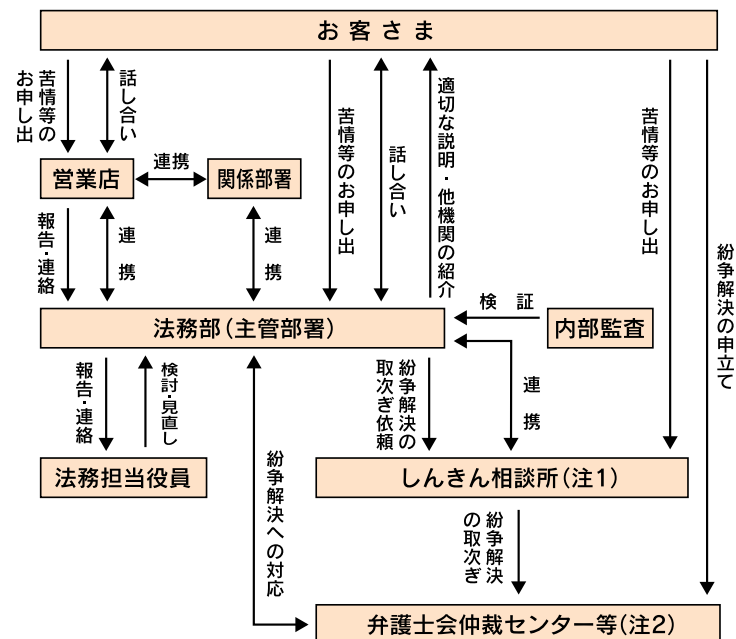 お客さま
苦情等の
お申し出
話し合い
苦情等のお申し出
話し合い
適切な説明・他機関の紹介
苦情等のお申し出
紛争解決の申立て
営業店
連携
関係部署
報告・連絡
連携
連携
法務部(主管部署)
検証
内部監査
報告・連絡
検討・見直し
紛争解決への対応
紛争解決の
取次ぎ依頼
連携
法務担当役員
しんきん相談所(注1)
紛争解決
の取次ぎ
弁護士会仲裁センター等(注2)